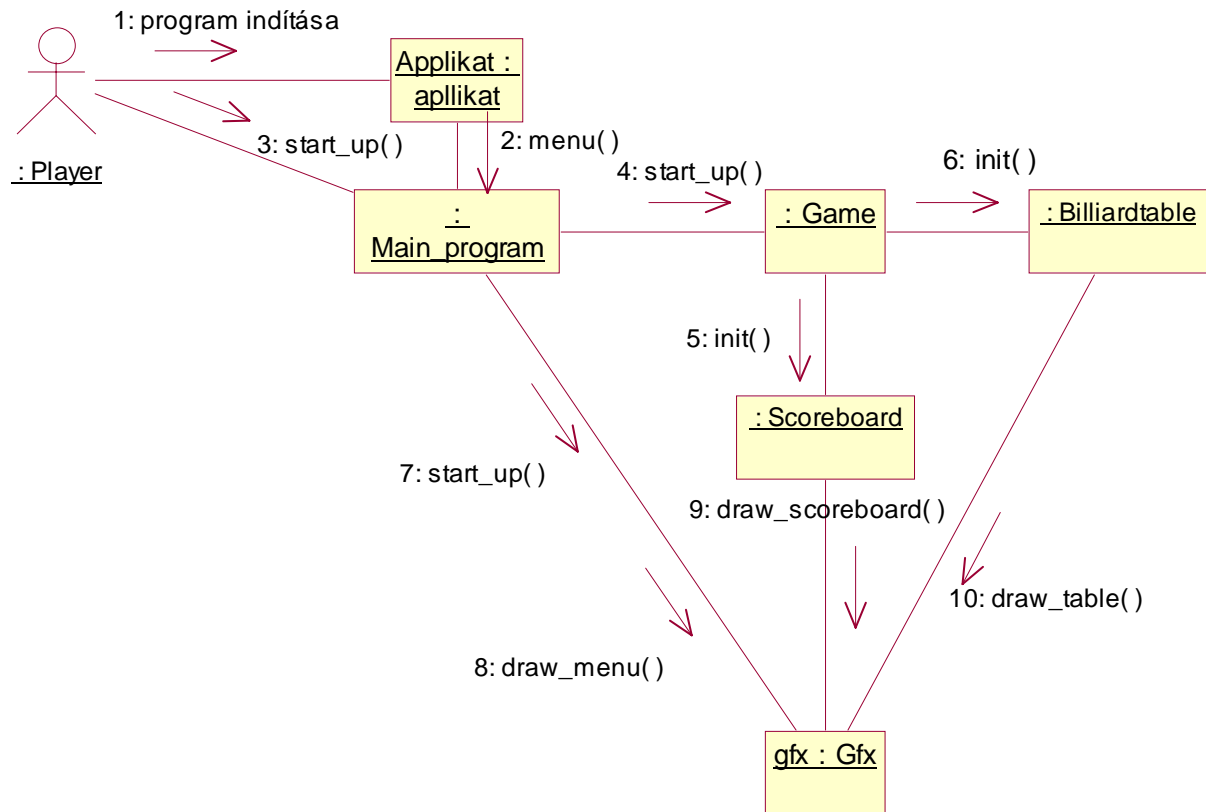 1: program indítása
Applikat :
apllikat
3: start_up( )
2: menu( )
: Player
4: start_up( )
6: init( )
:
Main_program
: Game
: Billiardtable
5: init( )
: Scoreboard
7: start_up( )
9: draw_scoreboard( )
10: draw_table( )
8: draw_menu( )
gfx : Gfx